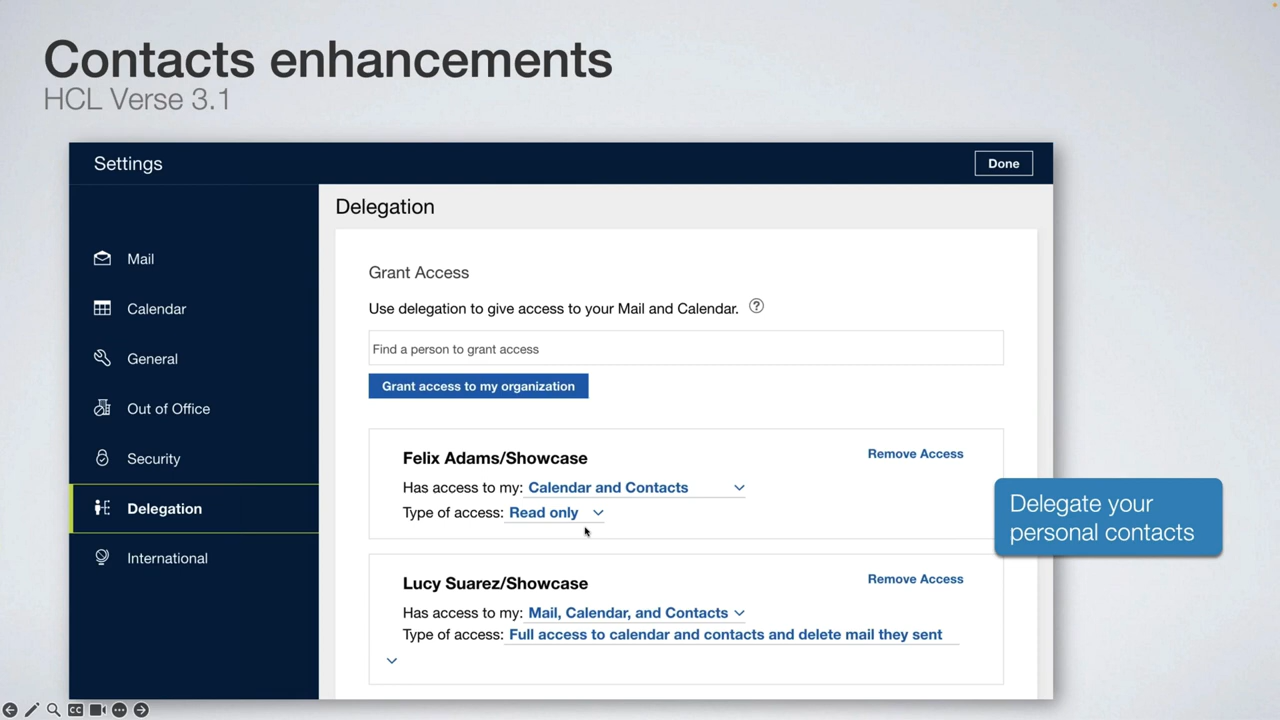 Contacts enhancements
HCL Verse 3.1
Settings
Done
Delegation
Mail
Calendar
General
Out of Office
Security
Delegation
International
Grant Access
Use delegation to give access to your Mail and Calendar. ?
Find a person to grant access
Grant access to my organization
Felix Adams/Showcase
Remove Access
Has access to my: Calendar and Contacts
Type of access: Read only
Delegate your
personal contacts
Lucy Suarez/Showcase
Remove Access
Has access to my: Mail, Calendar, and Contacts
Type of access: Full access to calendar and contacts and delete mail they sent
CC